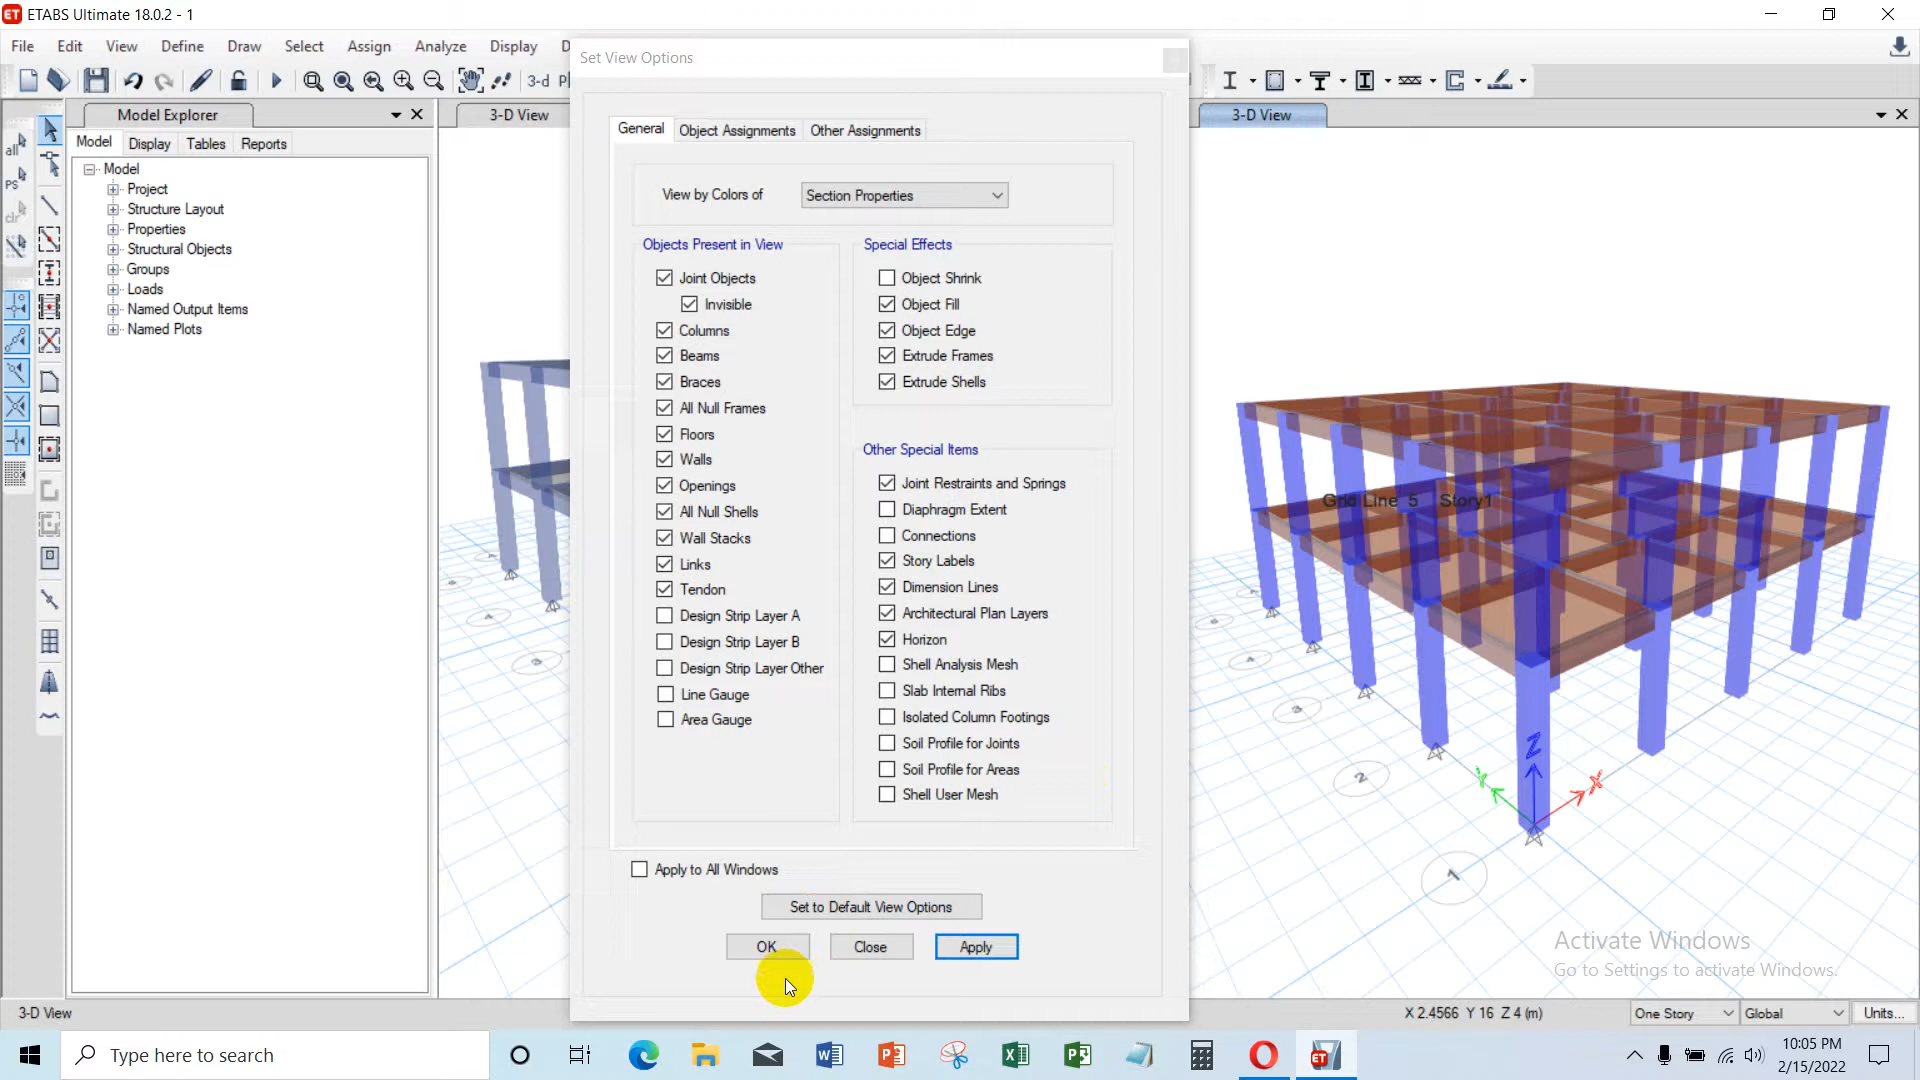 ETABS Ultimate 18.0.2 - 1
File Edit View Define Draw Select Assign Analyze Display D
Set View Options
3-d Pl
Model Explorer
3-D View
3-D View
Model Display Tables Reports
General Object Assignments Other Assignments
all
PS
clr
Model
Project
Structure Layout
Properties
Structural Objects
Groups
Loads
Named Output Items
Named Plots
View by Colors of Section Properties
Objects Present in View
Joint Objects
Invisible
Columns
Beams
Braces
All Null Frames
Floors
Walls
Openings
All Null Shells
Wall Stacks
Links
Tendon
Design Strip Layer A
Design Strip Layer B
Design Strip Layer Other
Line Gauge
Area Gauge
Special Effects
Object Shrink
Object Fill
Object Edge
Extrude Frames
Extrude Shells
Other Special Items
Joint Restraints and Springs
Diaphragm Extent
Connections
Story Labels
Dimension Lines
Architectural Plan Layers
Horizon
Shell Analysis Mesh
Slab Internal Ribs
Isolated Column Footings
Soil Profile for Joints
Soil Profile for Areas
Shell User Mesh
Apply to All Windows
Set to Default View Options
OK Close Apply
Grid Line 5 Story1
Z
Y X
2
1
Activate Windows
Go to Settings to activate Windows.
3-D View
X 2.4566 Y 16 Z 4 (m)
One Story Global Units...
Type here to search
10:05 PM
2/15/2022